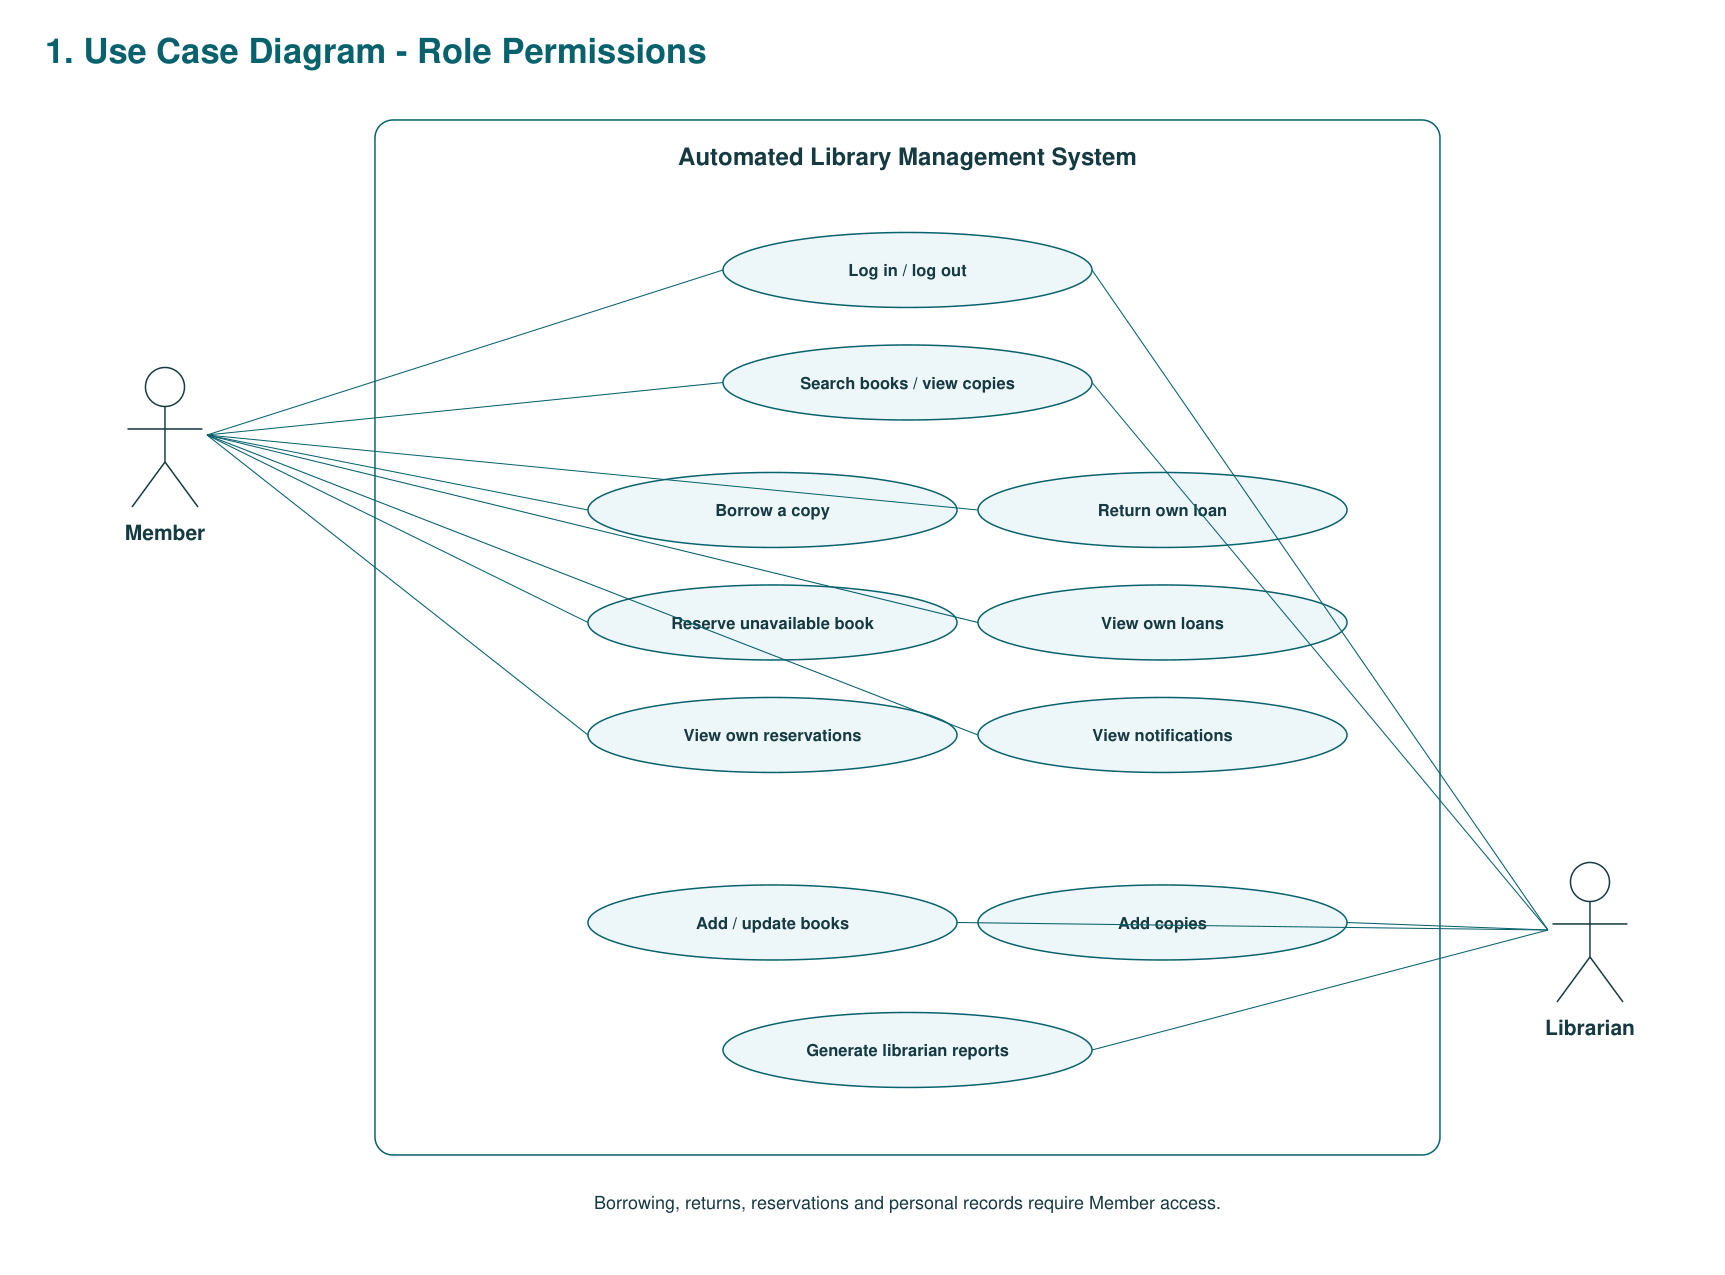 1. Use Case Diagram - Role Permissions
Automated Library Management System
Log in / log out
Search books / view copies
Borrow a copy
Return own loan
Member
Reserve unavailable book
View own loans
View own reservations
View notifications
Add / update books
Add copies
Librarian
Generate librarian reports
Borrowing, returns, reservations and personal records require Member access.